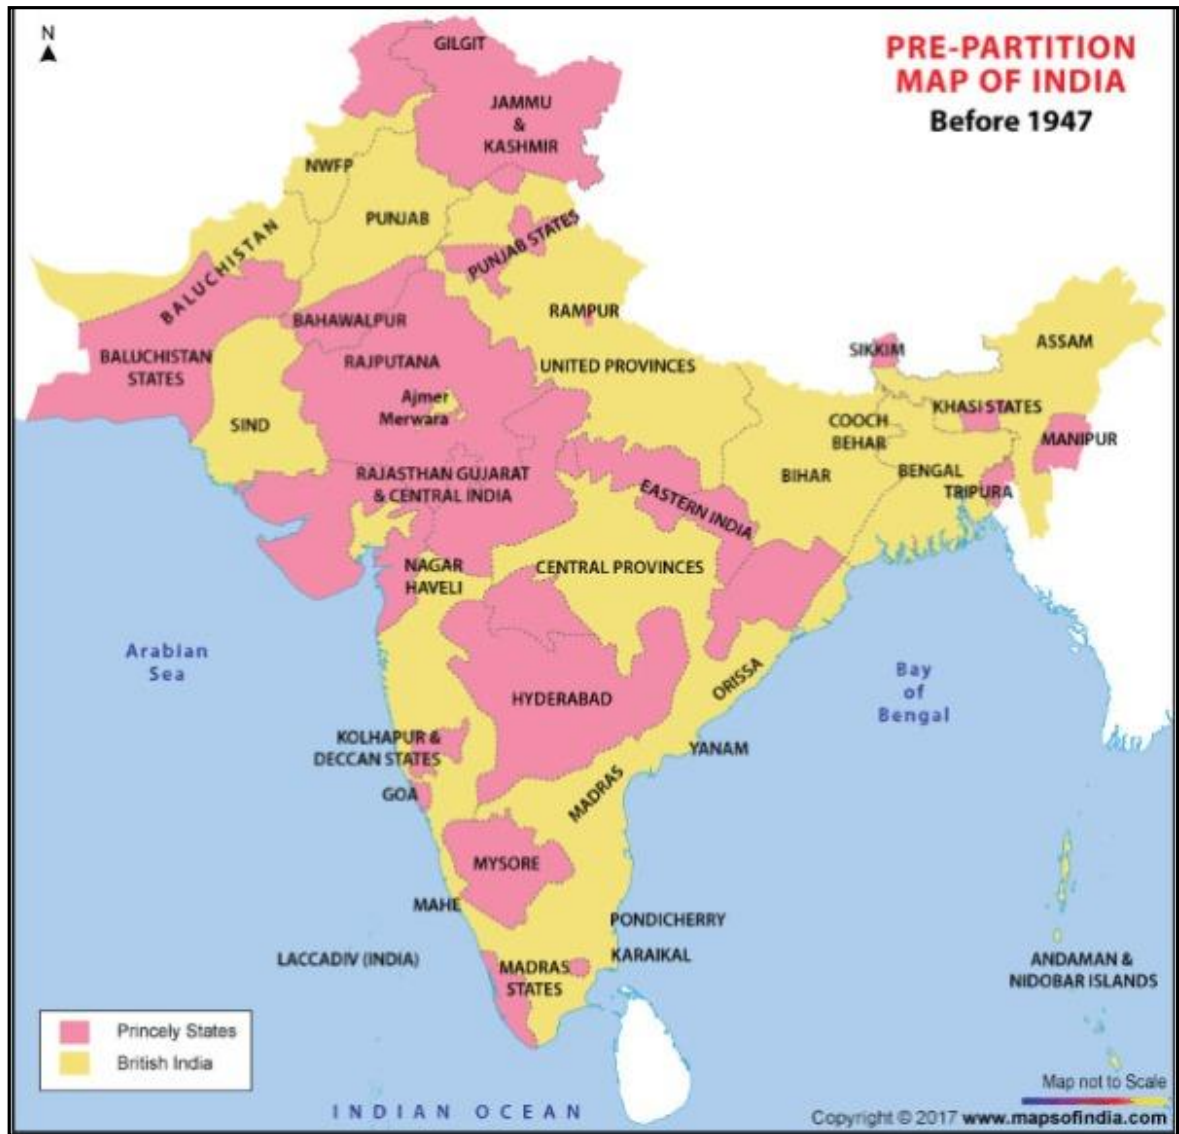 N
PRE-PARTITION
MAP OF INDIA
Before 1947
GILGIT
JAMMU
&
KASHMIR
NWFP
PUNJAB
BALUCHISTAN
PUNJAB STATES
BAHAWALPUR
RAMPUR
BALUCHISTAN
STATES
RAJPUTANA
UNITED PROVINCES
SIKKIM
ASSAM
Ajmer
Merwara
SIND
COOCH
BEHAR
KHASI STATES
MANIPUR
RAJASTHAN GUJARAT
& CENTRAL INDIA
EASTERN INDIA
BIHAR
BENGAL
TRIPURA
NAGAR
HAVELI
CENTRAL PROVINCES
Arabian
Sea
HYDERABAD
ORISSA
Bay
of
Bengal
KOLHAPUR &
DECCAN STATES
YANAM
GOA
MADRAS
MYSORE
MAHE
PONDICHERRY
LACCADIV (INDIA)
MADRAS
STATES
KARAIKAL
ANDAMAN &
NIDOBAR ISLANDS
Princely States
British India
INDIAN OCEAN
Map not to Scale
Copyright © 2017 www.mapsofindia.com